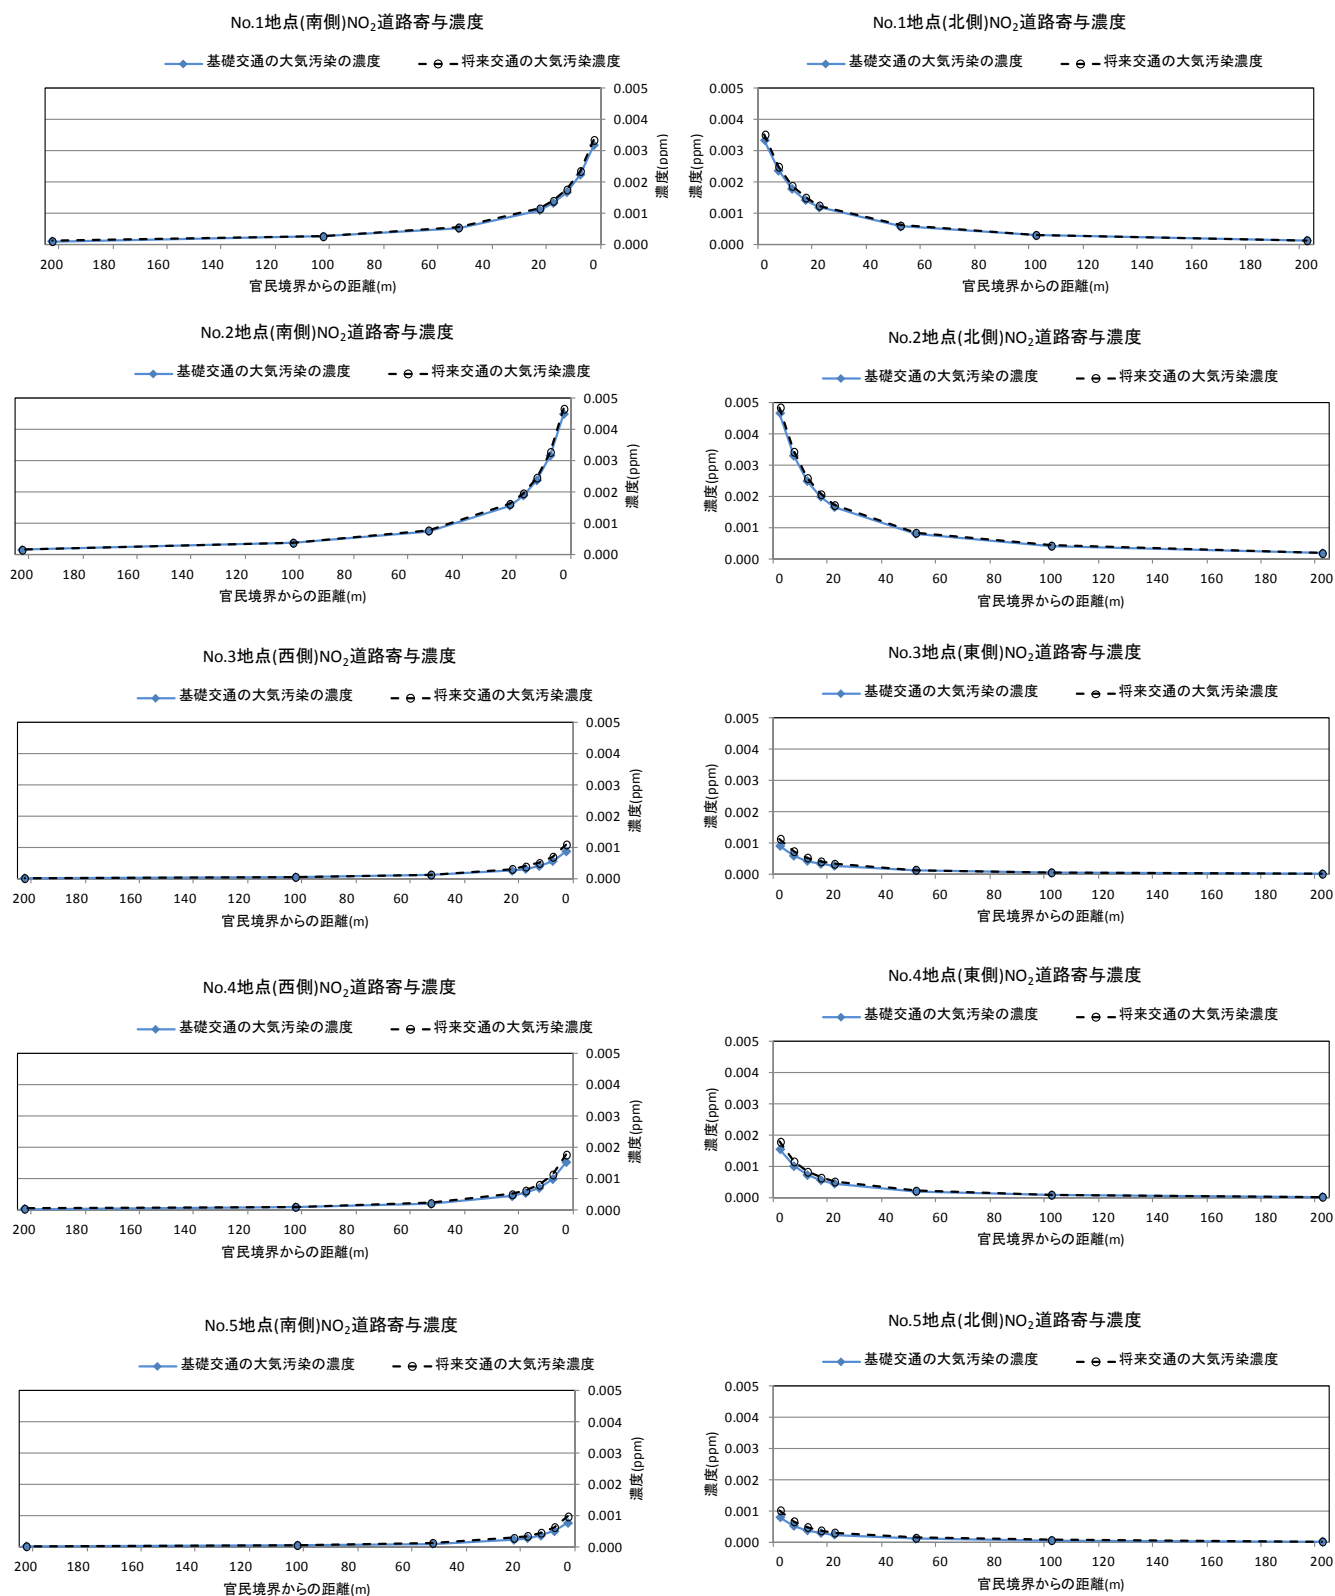 No.1地点(南側)NO₂道路寄与濃度
基礎交通の大気汚染の濃度 将来交通の大気汚染濃度
0.005
0.004
0.003
0.002
0.001
0.000
濃度(ppm)
200 180 160 140 120 100 80 60 40 20 0
官民境界からの距離(m)
No.1地点(北側)NO₂道路寄与濃度
基礎交通の大気汚染の濃度 将来交通の大気汚染濃度
0.005
0.004
0.003
0.002
0.001
0.000
濃度(ppm)
0 20 40 60 80 100 120 140 160 180 200
官民境界からの距離(m)
No.2地点(南側)NO₂道路寄与濃度
基礎交通の大気汚染の濃度 将来交通の大気汚染濃度
0.005
0.004
0.003
0.002
0.001
0.000
濃度(ppm)
200 180 160 140 120 100 80 60 40 20 0
官民境界からの距離(m)
No.2地点(北側)NO₂道路寄与濃度
基礎交通の大気汚染の濃度 将来交通の大気汚染濃度
0.005
0.004
0.003
0.002
0.001
0.000
濃度(ppm)
0 20 40 60 80 100 120 140 160 180 200
官民境界からの距離(m)
No.3地点(西側)NO₂道路寄与濃度
基礎交通の大気汚染の濃度 将来交通の大気汚染濃度
0.005
0.004
0.003
0.002
0.001
0.000
濃度(ppm)
200 180 160 140 120 100 80 60 40 20 0
官民境界からの距離(m)
No.3地点(東側)NO₂道路寄与濃度
基礎交通の大気汚染の濃度 将来交通の大気汚染濃度
0.005
0.004
0.003
0.002
0.001
0.000
濃度(ppm)
0 20 40 60 80 100 120 140 160 180 200
官民境界からの距離(m)
No.4地点(西側)NO₂道路寄与濃度
基礎交通の大気汚染の濃度 将来交通の大気汚染濃度
0.005
0.004
0.003
0.002
0.001
0.000
濃度(ppm)
200 180 160 140 120 100 80 60 40 20 0
官民境界からの距離(m)
No.4地点(東側)NO₂道路寄与濃度
基礎交通の大気汚染の濃度 将来交通の大気汚染濃度
0.005
0.004
0.003
0.002
0.001
0.000
濃度(ppm)
0 20 40 60 80 100 120 140 160 180 200
官民境界からの距離(m)
No.5地点(南側)NO₂道路寄与濃度
基礎交通の大気汚染の濃度 将来交通の大気汚染濃度
0.005
0.004
0.003
0.002
0.001
0.000
濃度(ppm)
200 180 160 140 120 100 80 60 40 20 0
官民境界からの距離(m)
No.5地点(北側)NO₂道路寄与濃度
基礎交通の大気汚染の濃度 将来交通の大気汚染濃度
0.005
0.004
0.003
0.002
0.001
0.000
濃度(ppm)
0 20 40 60 80 100 120 140 160 180 200
官民境界からの距離(m)